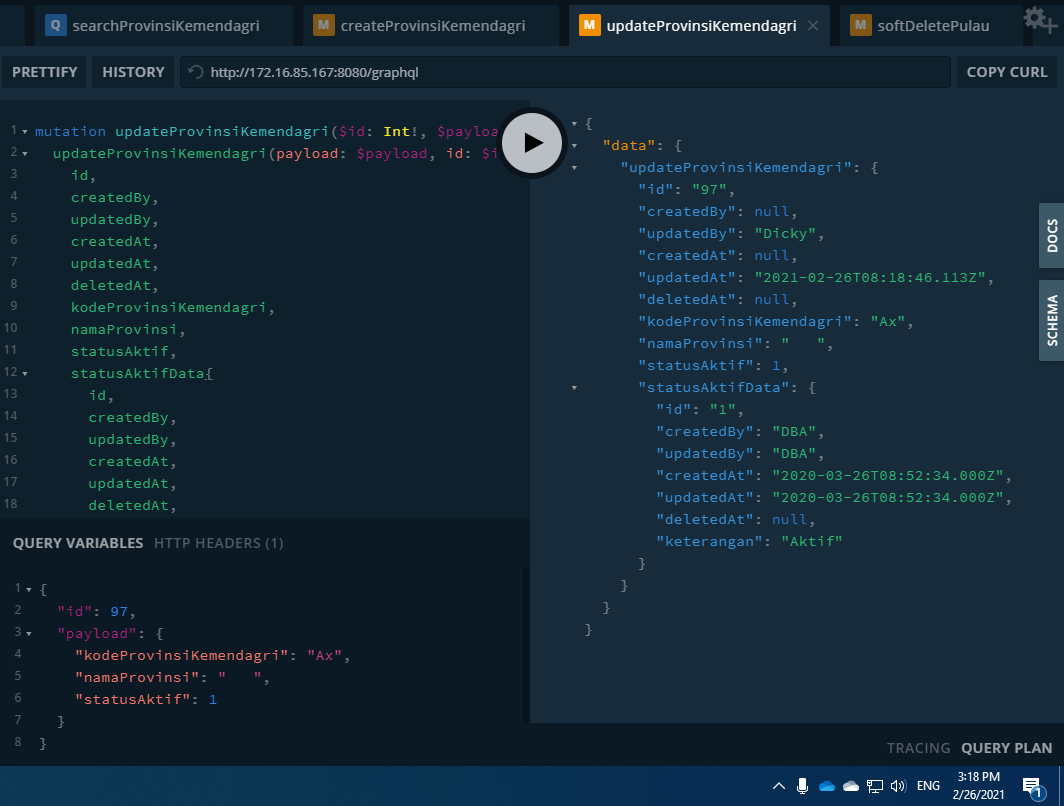 Q searchProvinsiKemendagri
M createProvinsiKemendagri
M updateProvinsiKemendagri
M softDeletePulau
PRETTIFY
HISTORY
http://172.16.85.167:8080/graphql
COPY CURL
1 mutation updateProvinsiKemendagri($id: Int!, $payloa
2 updateProvinsiKemendagri(payload: $payload, id: $i
3 id,
4 createdBy,
5 updatedBy,
6 createdAt,
7 updatedAt,
8 deletedAt,
9 kodeProvinsiKemendagri,
10 namaProvinsi,
11 statusAktif,
12 statusAktifData{
13 id,
14 createdBy,
15 updatedBy,
16 createdAt,
17 updatedAt,
18 deletedAt,
QUERY VARIABLES
HTTP HEADERS (1)
1 {
2 "id": 97,
3 "payload": {
4 "kodeProvinsiKemendagri": "Ax",
5 "namaProvinsi": "   ",
6 "statusAktif": 1
7 }
8 }
{
"data": {
"updateProvinsiKemendagri": {
"id": "97",
"createdBy": null,
"updatedBy": "Dicky",
"createdAt": null,
"updatedAt": "2021-02-26T08:18:46.113Z",
"deletedAt": null,
"kodeProvinsiKemendagri": "Ax",
"namaProvinsi": "   ",
"statusAktif": 1,
"statusAktifData": {
"id": "1",
"createdBy": "DBA",
"updatedBy": "DBA",
"createdAt": "2020-03-26T08:52:34.000Z",
"updatedAt": "2020-03-26T08:52:34.000Z",
"deletedAt": null,
"keterangan": "Aktif"
}
}
}
}
DOCS
SCHEMA
TRACING
QUERY PLAN
ENG
3:18 PM
2/26/2021
1